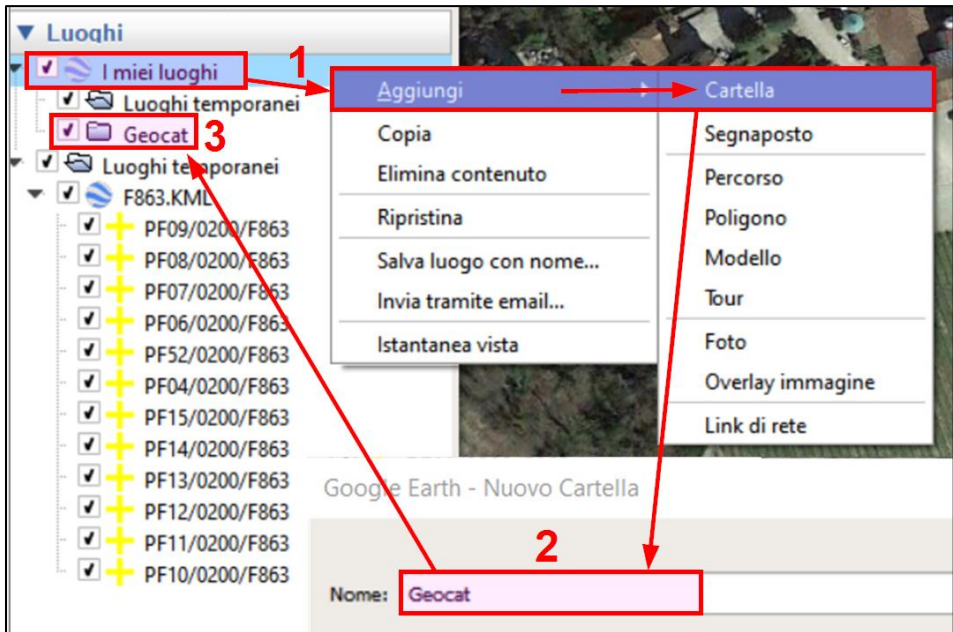 Luoghi
I miei luoghi
Luoghi temporanei
Geocat
Luoghi temporanei
F863.KML
PF09/0200/F863
PF08/0200/F863
PF07/0200/F863
PF06/0200/F863
PF52/0200/F863
PF04/0200/F863
PF15/0200/F863
PF14/0200/F863
PF13/0200/F863
PF12/0200/F863
PF11/0200/F863
PF10/0200/F863
1
3
Aggiungi
Copia
Elimina contenuto
Ripristina
Salva luogo con nome...
Invia tramite email...
Istantanea vista
Cartella
Segnaposto
Percorso
Poligono
Modello
Tour
Foto
Overlay immagine
Link di rete
Google Earth - Nuovo Cartella
2
Nome: Geocat